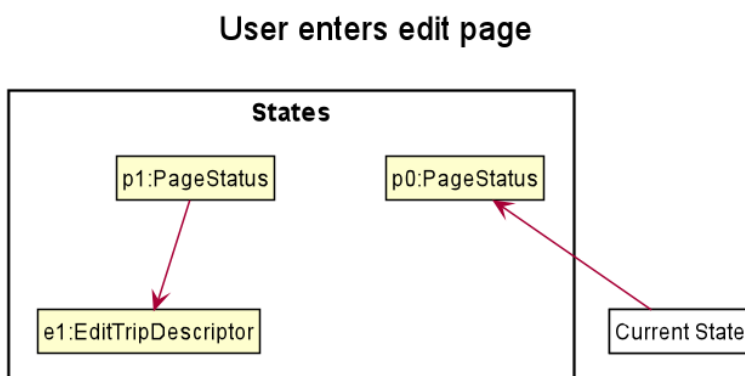 User enters edit page
States
p1:PageStatus
p0:PageStatus
e1:EditTripDescriptor
Current State